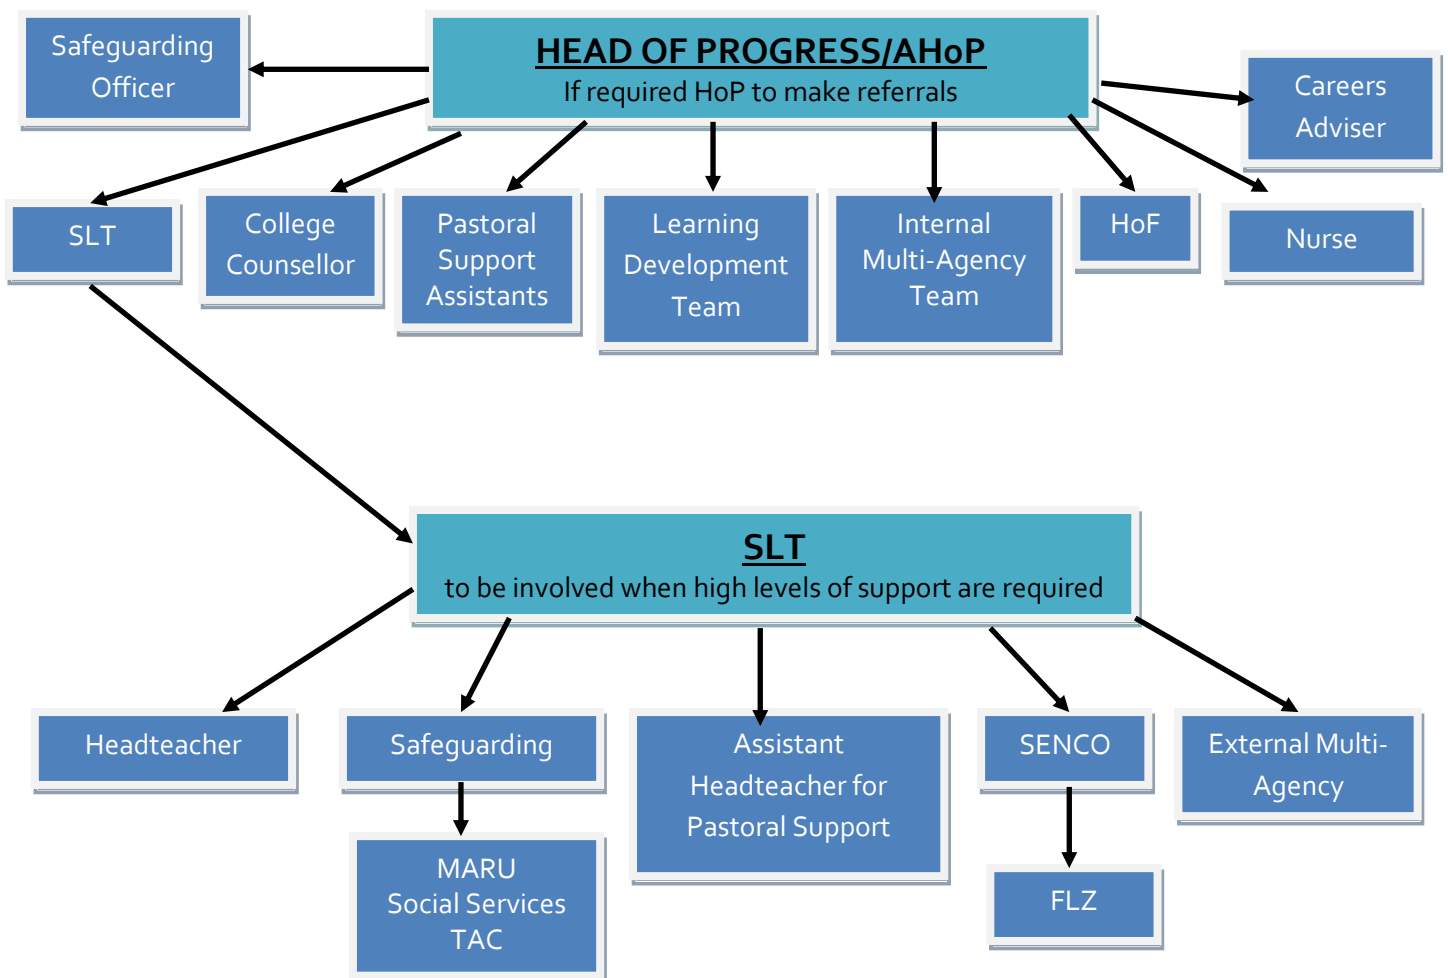 Safeguarding
Officer
HEAD OF PROGRESS/AHoP
If required HoP to make referrals
Careers
Adviser
SLT
College
Counsellor
Pastoral
Support
Assistants
Learning
Development
Team
Internal
Multi-Agency
Team
HoF
Nurse
SLT
to be involved when high levels of support are required
Headteacher
Safeguarding
Assistant
Headteacher for
Pastoral Support
SENCO
External Multi-
Agency
MARU
Social Services
TAC
FLZ